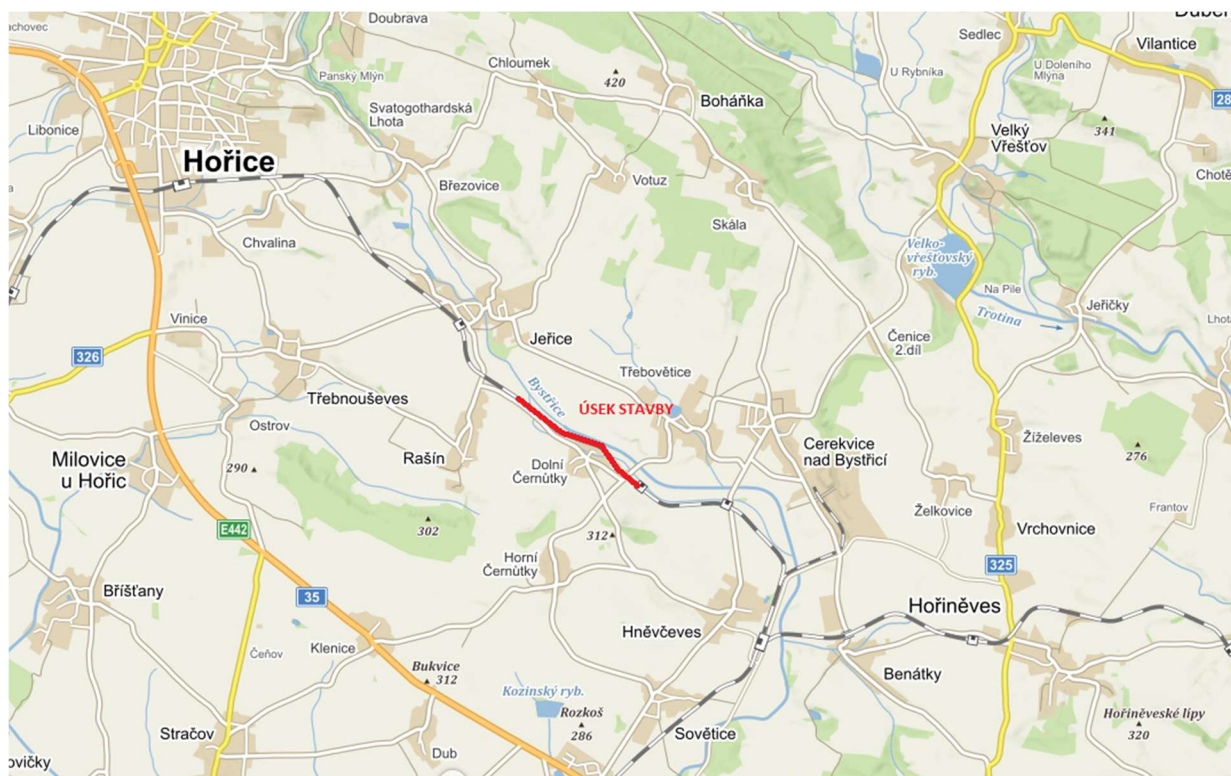 Doubrava
Sedlec
Vilantice
Chloumek
420
U Rybníka
U Doleního
Mlýna
Panský Mlýn
Boháňka
28
Svatogothardská
Lhota
Libonice
Velký
Vřešťov
341
Hořice
Březovice
Votuz
Chotě
Skála
Chvalina
Velko-
vřešťovský
ryb.
Na Pile
Jeřičky
Trotina
Vinice
Jeřice
Čenice
2.díl
Lhota
326
Třebovětice
Bystřice
Třebnouševes
ÚSEK STAVBY
Ostrov
Žíželeves
Milovice
u Hořic
290
Rašín
Dolní
Černůtky
Cerekvice
nad Bystřicí
276
Želkovice
Frantov
E442
302
312
Vrchovnice
Horní
Černůtky
325
Bříšťany
35
Hořiněves
Hněvčeves
Klenice
Čeňov
Bukvice
312
Benátky
Kozinský ryb.
Rozkoš
286
Hořiněveské lípy
320
Stračov
Sovětice
Dub
ovičky